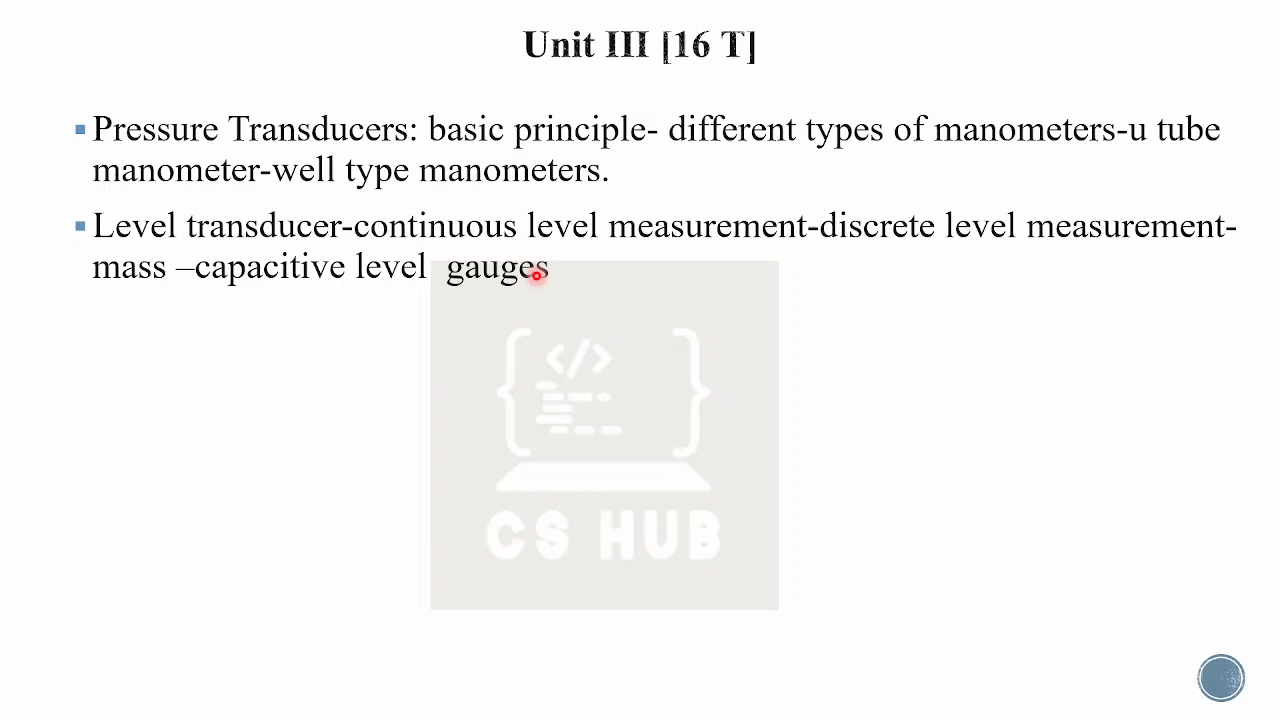 Unit III [16 T]
Pressure Transducers: basic principle- different types of manometers-u tube
manometer-well type manometers.
Level transducer-continuous level measurement-discrete level measurement-
mass –capacitive level  gauges
{ </> }
CS HUB